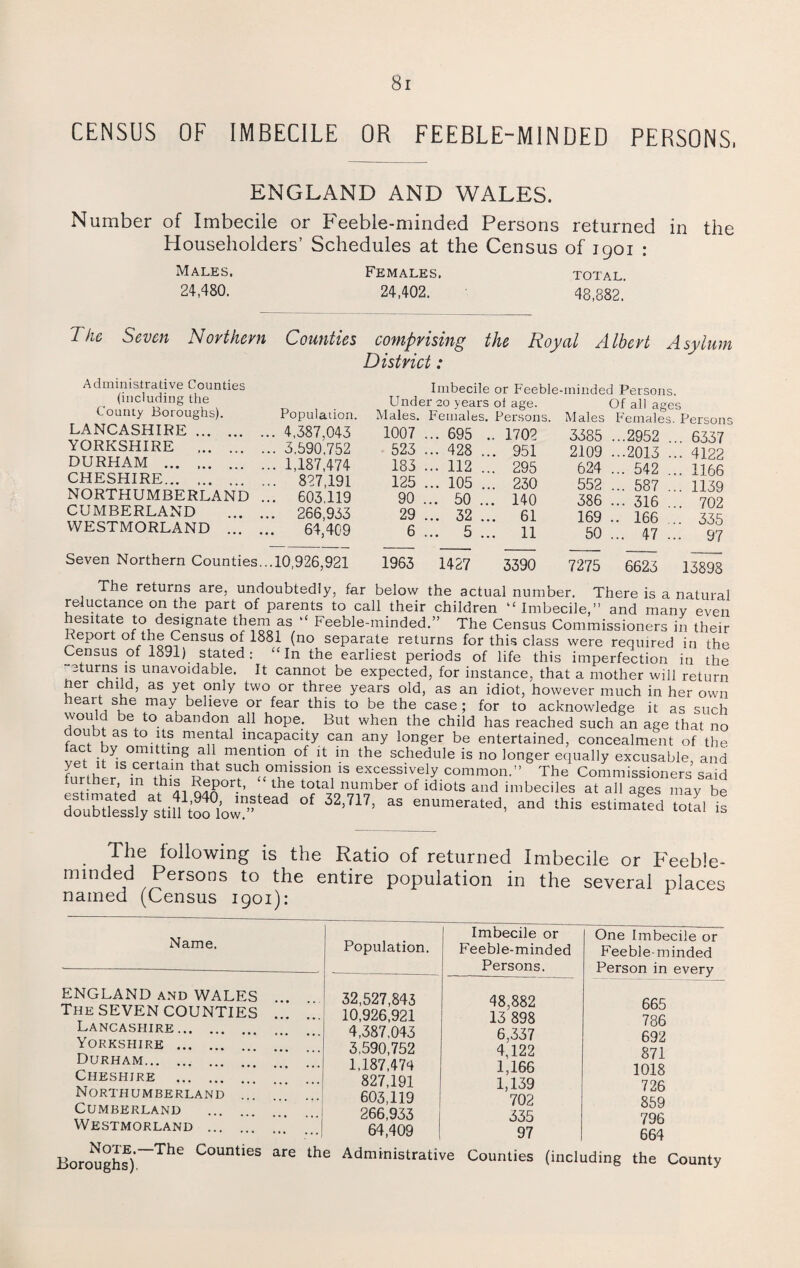 81
CENSUS OF IMBECILE OR FEEBLE-MINDED PERSONS,
ENGLAND AND WALES.
Number of Imbecile or Feeble-minded Persons returned in the
Householders' Schedules at the Census of 1901 :
MALES. FEMALES. TOTAL.
24,480. 24,402. 48,882.
The Seven Northern Counties comprising the Royal Albert Asylum
District :
Administrative Counties Imbecile or Feeble-minded Persons.
(including the Under 20 years of age. Of all ages
County Boroughs). Population. Males. Females. Persons. Males Females. Persons
LANCASHIRE ... ... ... 4,387,043 1007 ... 695 .. 1702 3385 ...2952 ... 6337
YORKSHIRE ... ... ... 3,590,752 523 ... 428 ... 951 2109 ...2013 ... 4122
DURHAM ... ... ... ... 1,187,474 183 ... 112 ... 295 624 ... 542 ... 1166
CHESHIRE... ... ... ... 827,191 125 ... 105 ... 230 552 ... 587 ... 1139
NORTHUMBERLAND ... 603,119 90 ... 50 ... 140 386 ... 316 ... 702
CUMBERLAND ... ... 266,933 29 ... 32 ... 61 169 .. 166 ... 335
WESTMORLAND ... ... 64,409 6 ... 5 ... 11 50 ... 47 ... 97
Seven Northern Counties...10,926,921 1963 1427 3390 7275 6623 13898
The returns are, undoubtedly, far below the actual number. There is a natural
reluctance on the part of parents to call their children “Imbecile,” and many even
hesitate to designate them as “Feeble-minded.” The Census Commissioners in their
Report of the Census of 1881 (no separate returns for this class were required in the
Census of 1891) stated : “In the earliest periods of life this imperfection in the
returns is unavoidable. It cannot be expected, for instance, that a mother will return
her child, as yet only two or three years old, as an idiot, however much in her own
heart she may believe or fear this to be the case ; for to acknowledge it as such
would be to abandon all hope. But when the child has reached such an age that no
doubt as to its mental incapacity can any longer be entertained, concealment of the
fact by omitting all mention of it in the schedule is no longer equally excusable, and
yet it is certain that such omission is excessively common.” The Commissioners said
further, in this Report, “the total number of idiots and imbeciles at all ages may be
estimated at 41,940, instead of 32,717, as enumerated, and this estimated total is
doubtlessly still too low.”
The following is the Ratio of returned Imbecile or Feeble-
minded Persons to the entire population in the several places
named (Census 1901):
Name. Population. Imbecile or Feeble-minded Persons. One Imbecile or Feeble-minded Person in every
ENGLAND AND WALES ... ... 32,527,843 48,882 665
THE SEVEN COUNTIES ... ... 10,926,921 13 898 786
LANCASHIRE... ... ... ... ... 4,387,043 6,337 692
YORKSHIRE ... ... ... ... ... 3,590,752 4,122 871
DURHAM... ... ... ... ... ... 1,187,474 1,166 1018
CHESHIRE ... ... ... ... ... 827,191 1,139 726
NORTHUMBERLAND ... ... ... 603,119 702 859
CUMBERLAND ... ... ... ... 266,933 335 796
WESTMORLAND ... ... ... ... 64,409 97 664
NOTE.—The Counties are the Administrative Counties (including the County
Boroughs).